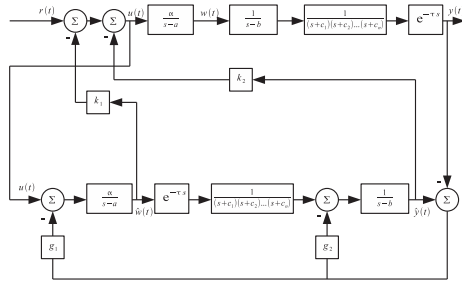 r(t) Σ Σ u(t) α/(s−a) w(t) 1/(s−b) 1/((s+c₁)(s+c₂)...(s+cₙ)) e^−τs y(t)
- -
k₂
k₁
-
u(t) Σ α/(s−a) ŵ(t) e^−τs 1/((s+c₁)(s+c₂)...(s+cₙ)) Σ 1/(s−b) ŷ(t) Σ
- -
g₁ g₂